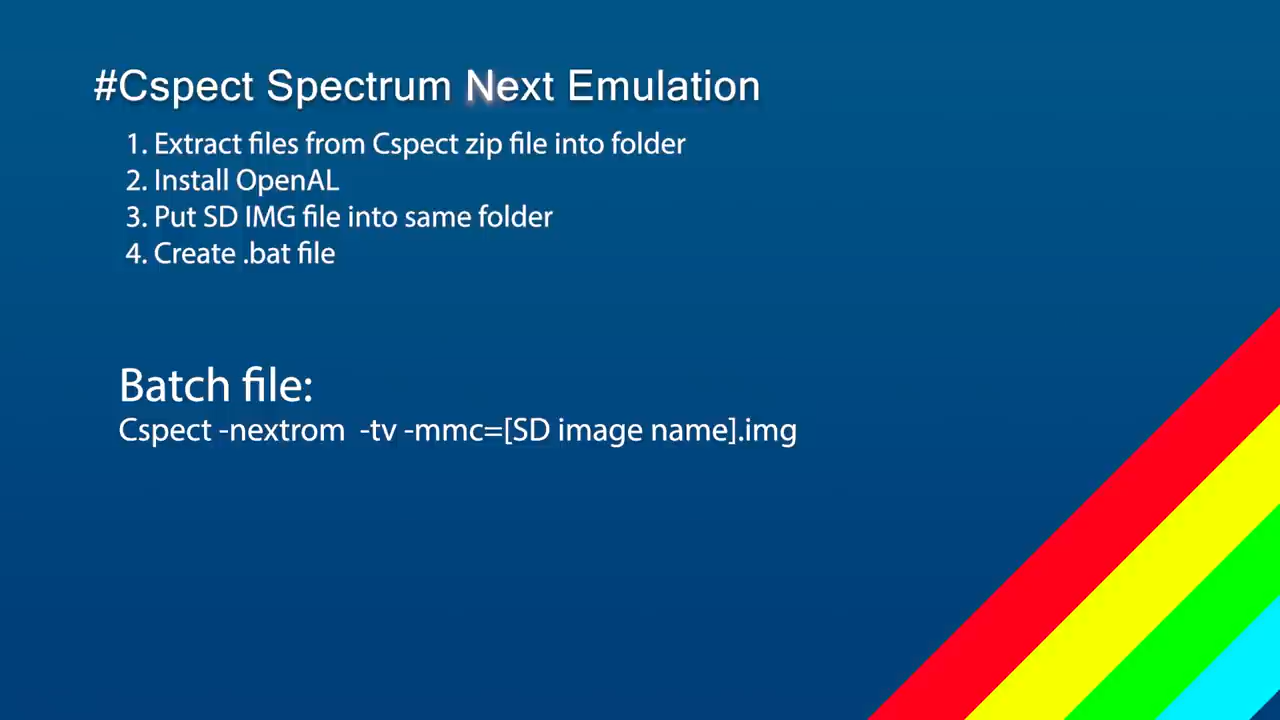 #Cspect Spectrum Next Emulation
1. Extract files from Cspect zip file into folder
2. Install OpenAL
3. Put SD IMG file into same folder
4. Create .bat file
Batch file:
Cspect -nextrom  -tv -mmc=[SD image name].img